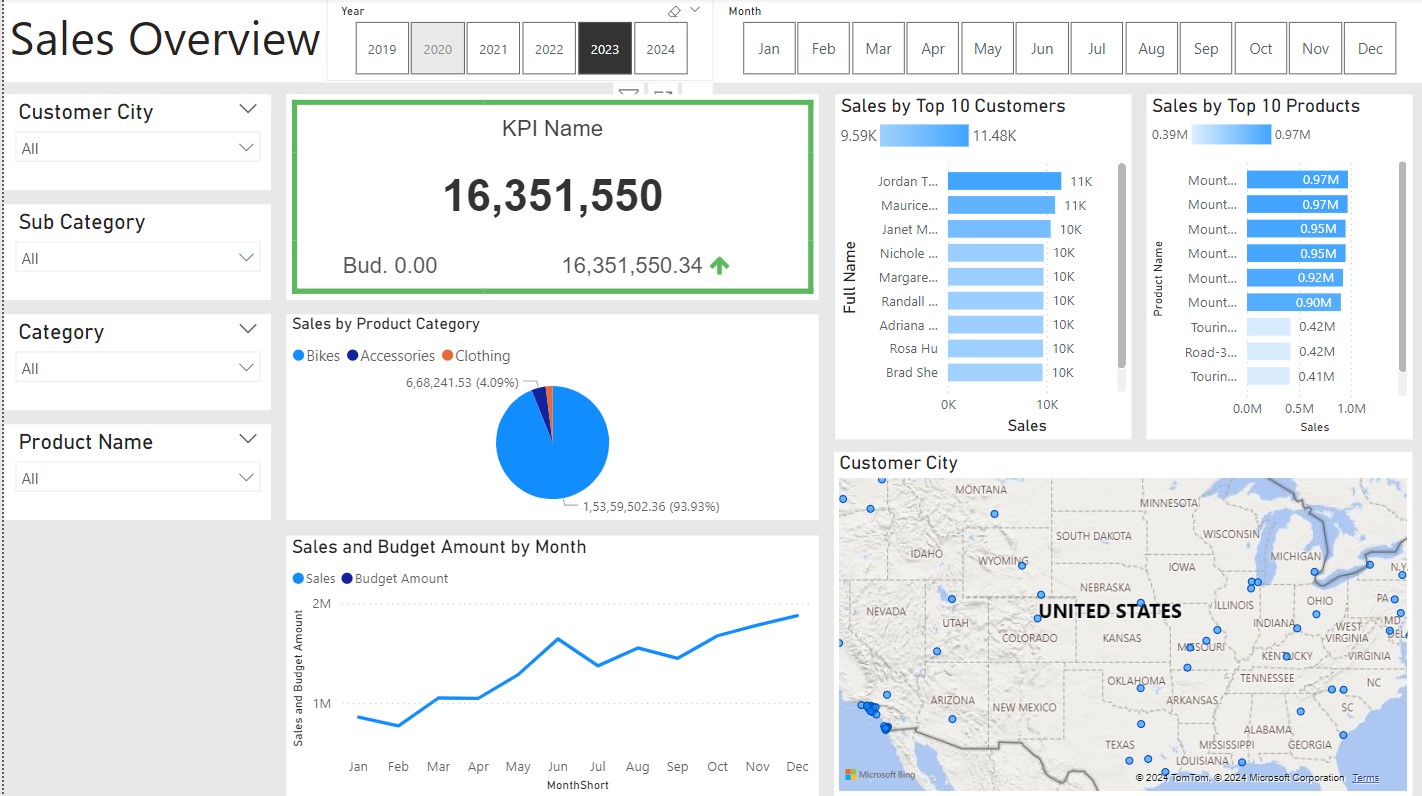 Sales Overview
Year
2019 2020 2021 2022 2023 2024
Month
Jan Feb Mar Apr May Jun Jul Aug Sep Oct Nov Dec
Customer City
All
Sub Category
All
Category
All
Product Name
All
KPI Name
16,351,550
Bud. 0.00 16,351,550.34
Sales by Product Category
Bikes Accessories Clothing
6,68,241.53 (4.09%)
1,53,59,502.36 (93.93%)
Sales and Budget Amount by Month
Sales Budget Amount
Sales and Budget Amount
2M
1M
Jan Feb Mar Apr May Jun Jul Aug Sep Oct Nov Dec
MonthShort
Sales by Top 10 Customers
9.59K 11.48K
Full Name
Jordan T... 11K
Maurice... 11K
Janet M... 10K
Nichole ... 10K
Margare... 10K
Randall ... 10K
Adriana ... 10K
Rosa Hu 10K
Brad She 10K
0K 10K
Sales
Sales by Top 10 Products
0.39M 0.97M
Product Name
Mount... 0.97M
Mount... 0.97M
Mount... 0.95M
Mount... 0.95M
Mount... 0.92M
Mount... 0.90M
Tourin... 0.42M
Road-3... 0.42M
Tourin... 0.41M
0.0M 0.5M 1.0M
Sales
Customer City
MONTANA
MINNESOTA
SOUTH DAKOTA
WISCONSIN
IDAHO
WYOMING
MICHIGAN
IOWA
N.Y.
NEBRASKA
NEVADA
UTAH
UNITED STATES
ILLINOIS
OHIO
PA
INDIANA
COLORADO
KANSAS
MISSOURI
WEST
VIRGINIA
MD
DEL
KENTUCKY
VIRGINIA
OKLAHOMA
TENNESSEE
NC
ARIZONA
NEW MEXICO
ARKANSAS
SC
ALABAMA
TEXAS
MISSISSIPPI
GEORGIA
LOUISIANA
Microsoft Bing
© 2024 TomTom, © 2024 Microsoft Corporation Terms